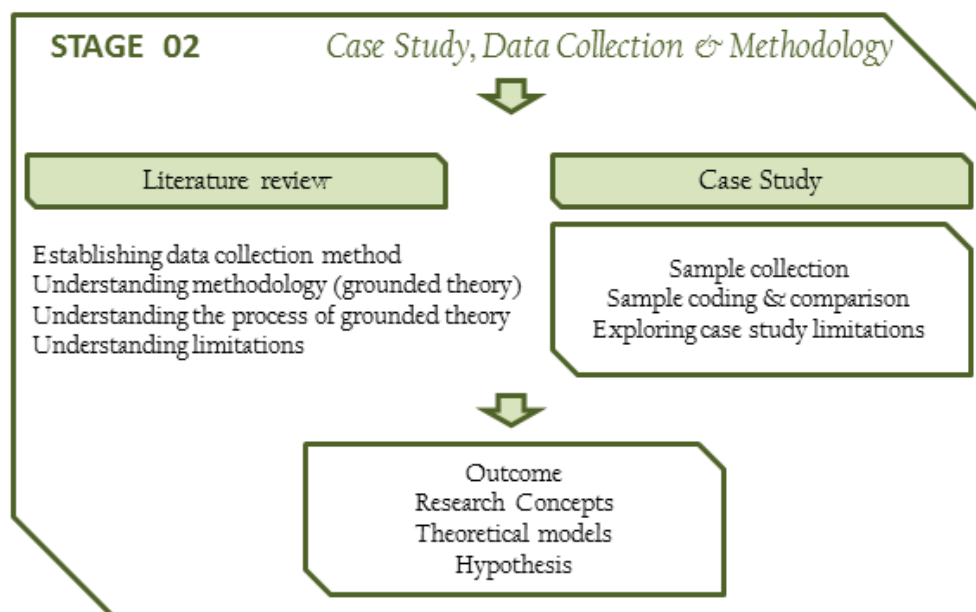 STAGE 02 Case Study, Data Collection & Methodology
Literature review
Establishing data collection method
Understanding methodology (grounded theory)
Understanding the process of grounded theory
Understanding limitations
Case Study
Sample collection
Sample coding & comparison
Exploring case study limitations
Outcome
Research Concepts
Theoretical models
Hypothesis